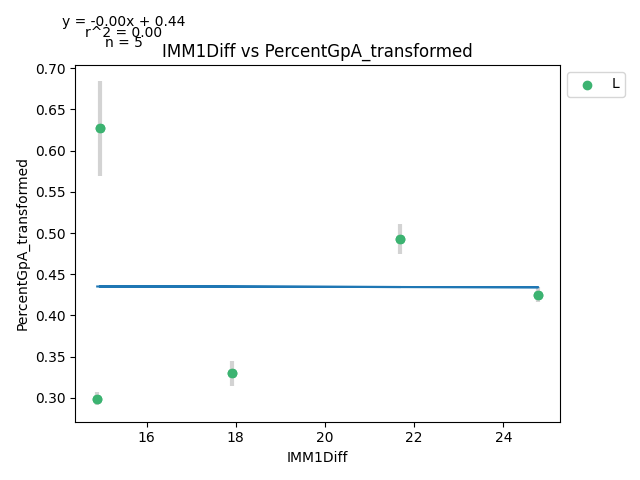 y = -0.00x + 0.44
r^2 = 0.00
n = 5
IMM1Diff vs PercentGpA_transformed
L
PercentGpA_transformed
0.70
0.65
0.60
0.55
0.50
0.45
0.40
0.35
0.30
16 18 20 22 24
IMM1Diff